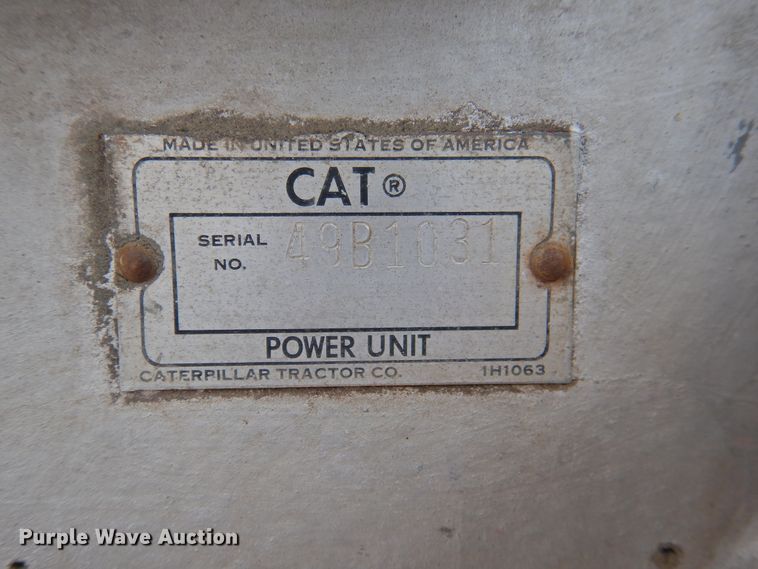 MADE IN UNITED STATES OF AMERICA
CAT®
SERIAL NO. 49B1031
POWER UNIT
CATERPILLAR TRACTOR CO. 1H1063
Purple Wave Auction